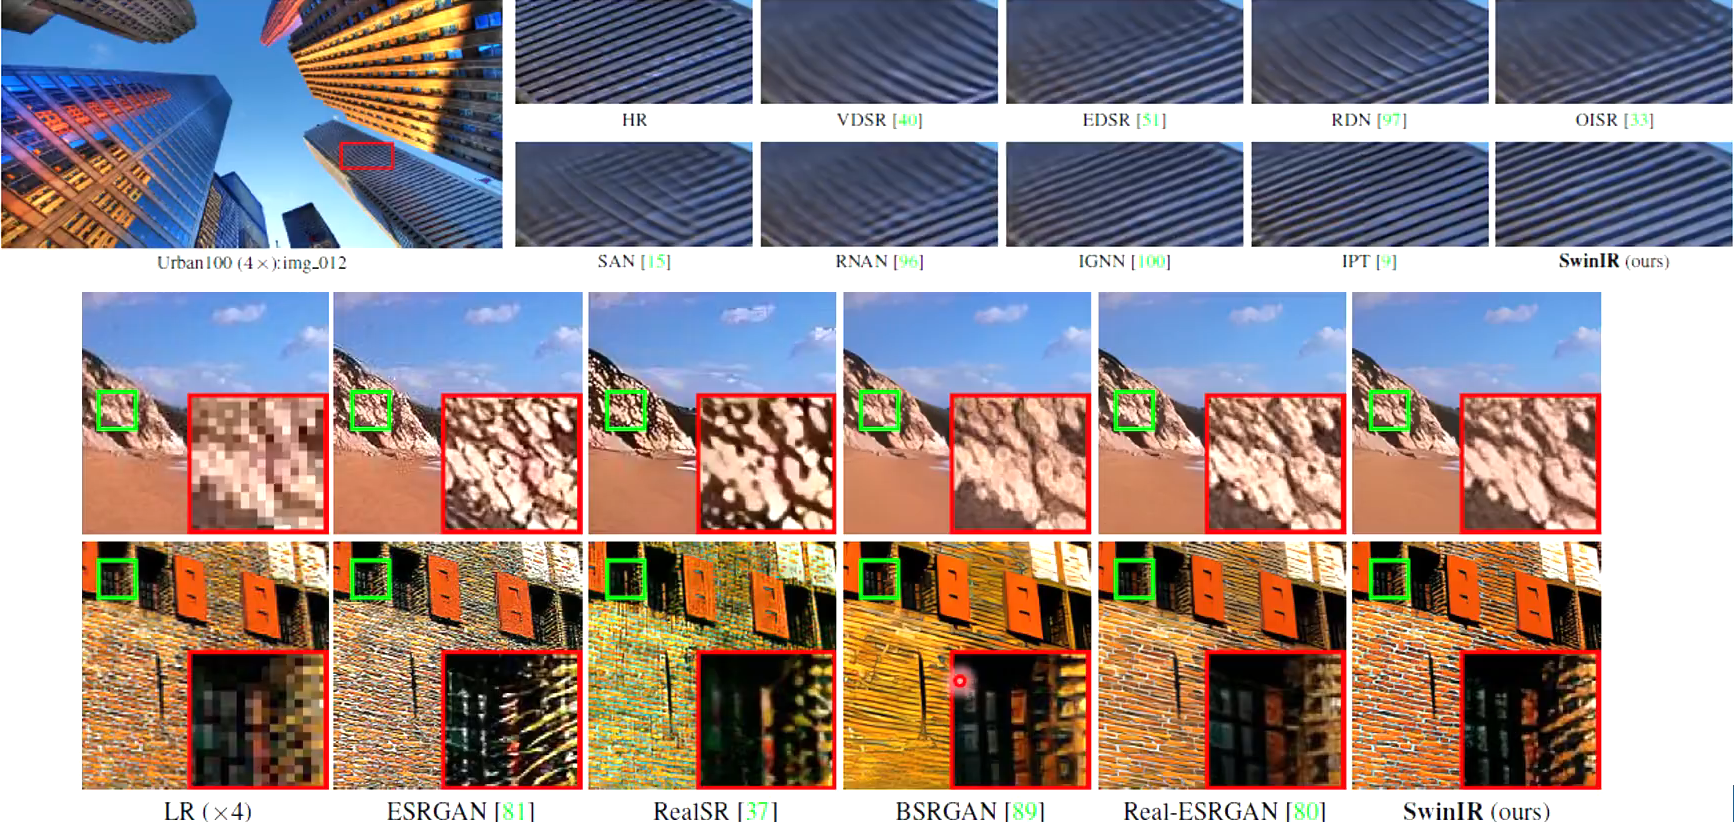 HR
VDSR [40]
EDSR [51]
RDN [97]
OISR [33]
Urban100 (4×):img_012
SAN [15]
RNAN [96]
IGNN [100]
IPT [9]
SwinIR (ours)
LR (×4)
ESRGAN [81]
RealSR [37]
BSRGAN [89]
Real-ESRGAN [80]
SwinIR (ours)